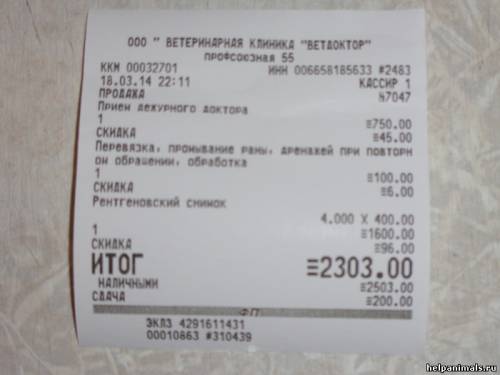 ООО " ВЕТЕРИНАРНАЯ КЛИНИКА "ВЕТДОКТОР"
ПРОФСОЮЗНАЯ 55
ККМ 00032701 ИНН 006658185633 #2483
18.03.14 22:11 КАССИР 1
ПРОДАЖА №7047
Прием дежурного доктора
1 ≡750.00
СКИДКА ≡45.00
Перевязка, промывание раны, дренажей при повторн
ом обращении, обработка
1 ≡100.00
СКИДКА ≡6.00
Рентгеновский снимок
4.000 X 400.00
1 ≡1600.00
СКИДКА ≡96.00
ИТОГ ≡2303.00
НАЛИЧНЫМИ ≡2503.00
СДАЧА ≡200.00
ФП
ЭКЛЗ 4291611431
00010863 #310439
helpanimals.ru